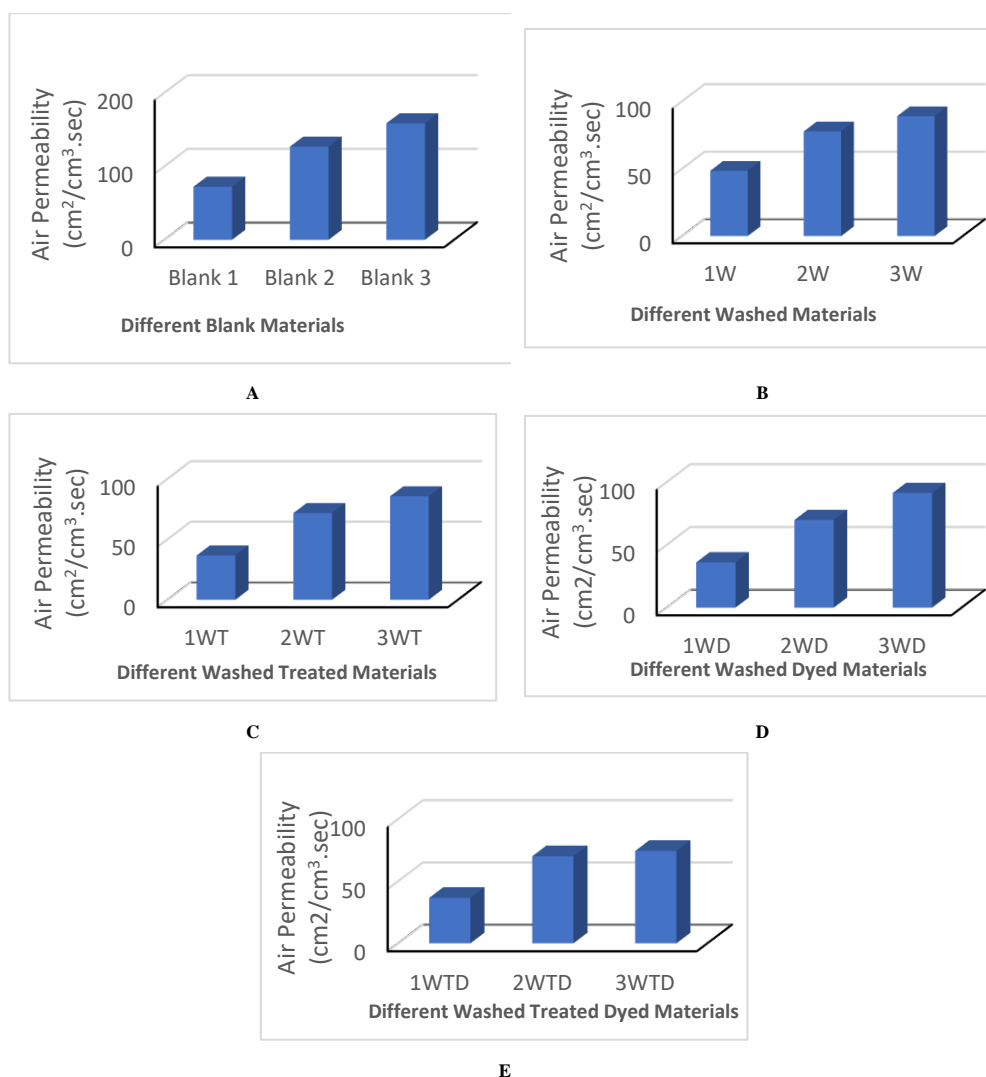 Air Permeability
(cm²/cm³.sec)
200
100
0
Blank 1 Blank 2 Blank 3
Different Blank Materials
A
Air Permeability
(cm²/cm³.sec)
100
50
0
1W 2W 3W
Different Washed Materials
B
Air Permeability
(cm²/cm³.sec)
100
50
0
1WT 2WT 3WT
Different Washed Treated Materials
C
Air Permeability
(cm2/cm³.sec)
100
50
0
1WD 2WD 3WD
Different Washed Dyed Materials
D
Air Permeability
(cm2/cm³.sec)
100
50
0
1WTD 2WTD 3WTD
Different Washed Treated Dyed Materials
E